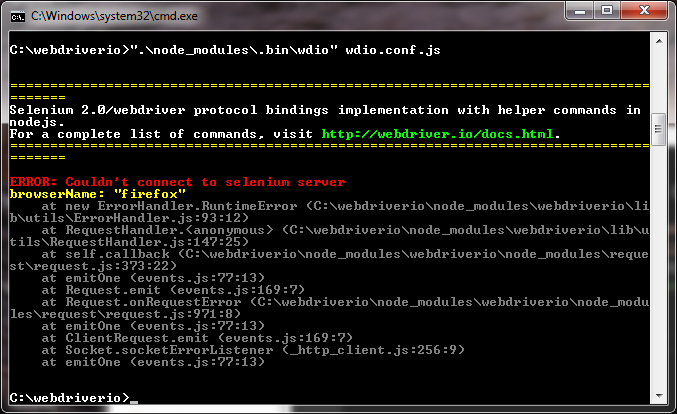 C:\Windows\system32\cmd.exe
C:\webdriverio>".\node_modules\.bin\wdio" wdio.conf.js
================================================================================
=======
Selenium 2.0/webdriver protocol bindings implementation with helper commands in
nodejs.
For a complete list of commands, visit http://webdriver.io/docs.html.
================================================================================
=======
ERROR: Couldn't connect to selenium server
browserName: "firefox"
    at new ErrorHandler.RuntimeError (C:\webdriverio\node_modules\webdriverio\li
b\utils\ErrorHandler.js:93:12)
    at RequestHandler.<anonymous> (C:\webdriverio\node_modules\webdriverio\lib\u
tils\RequestHandler.js:147:25)
    at self.callback (C:\webdriverio\node_modules\webdriverio\node_modules\reque
st\request.js:373:22)
    at emitOne (events.js:77:13)
    at Request.emit (events.js:169:7)
    at Request.onRequestError (C:\webdriverio\node_modules\webdriverio\node_modu
les\request\request.js:971:8)
    at emitOne (events.js:77:13)
    at ClientRequest.emit (events.js:169:7)
    at Socket.socketErrorListener (_http_client.js:256:9)
    at emitOne (events.js:77:13)
C:\webdriverio>_